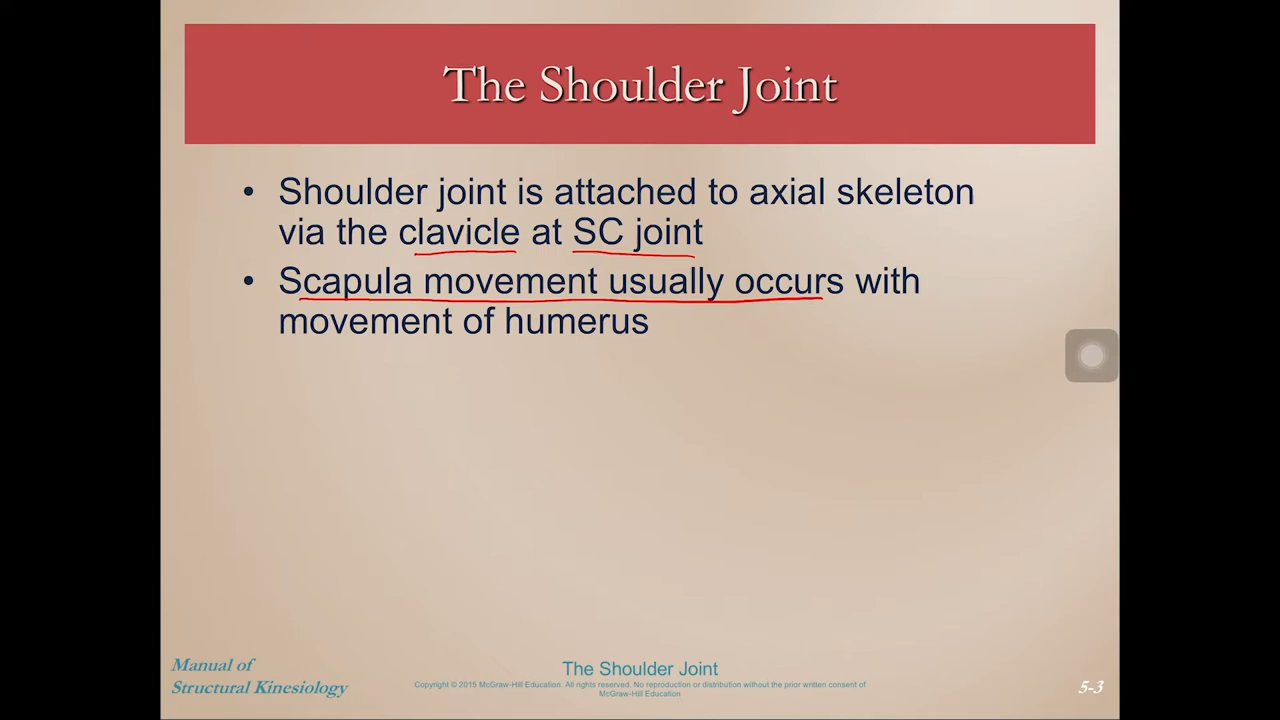 The Shoulder Joint
• Shoulder joint is attached to axial skeleton
via the clavicle at SC joint
• Scapula movement usually occurs with
movement of humerus
Manual of
Structural Kinesiology
The Shoulder Joint
Copyright © 2015 McGraw-Hill Education. All rights reserved. No reproduction or distribution without the prior written consent of
McGraw-Hill Education
5-3